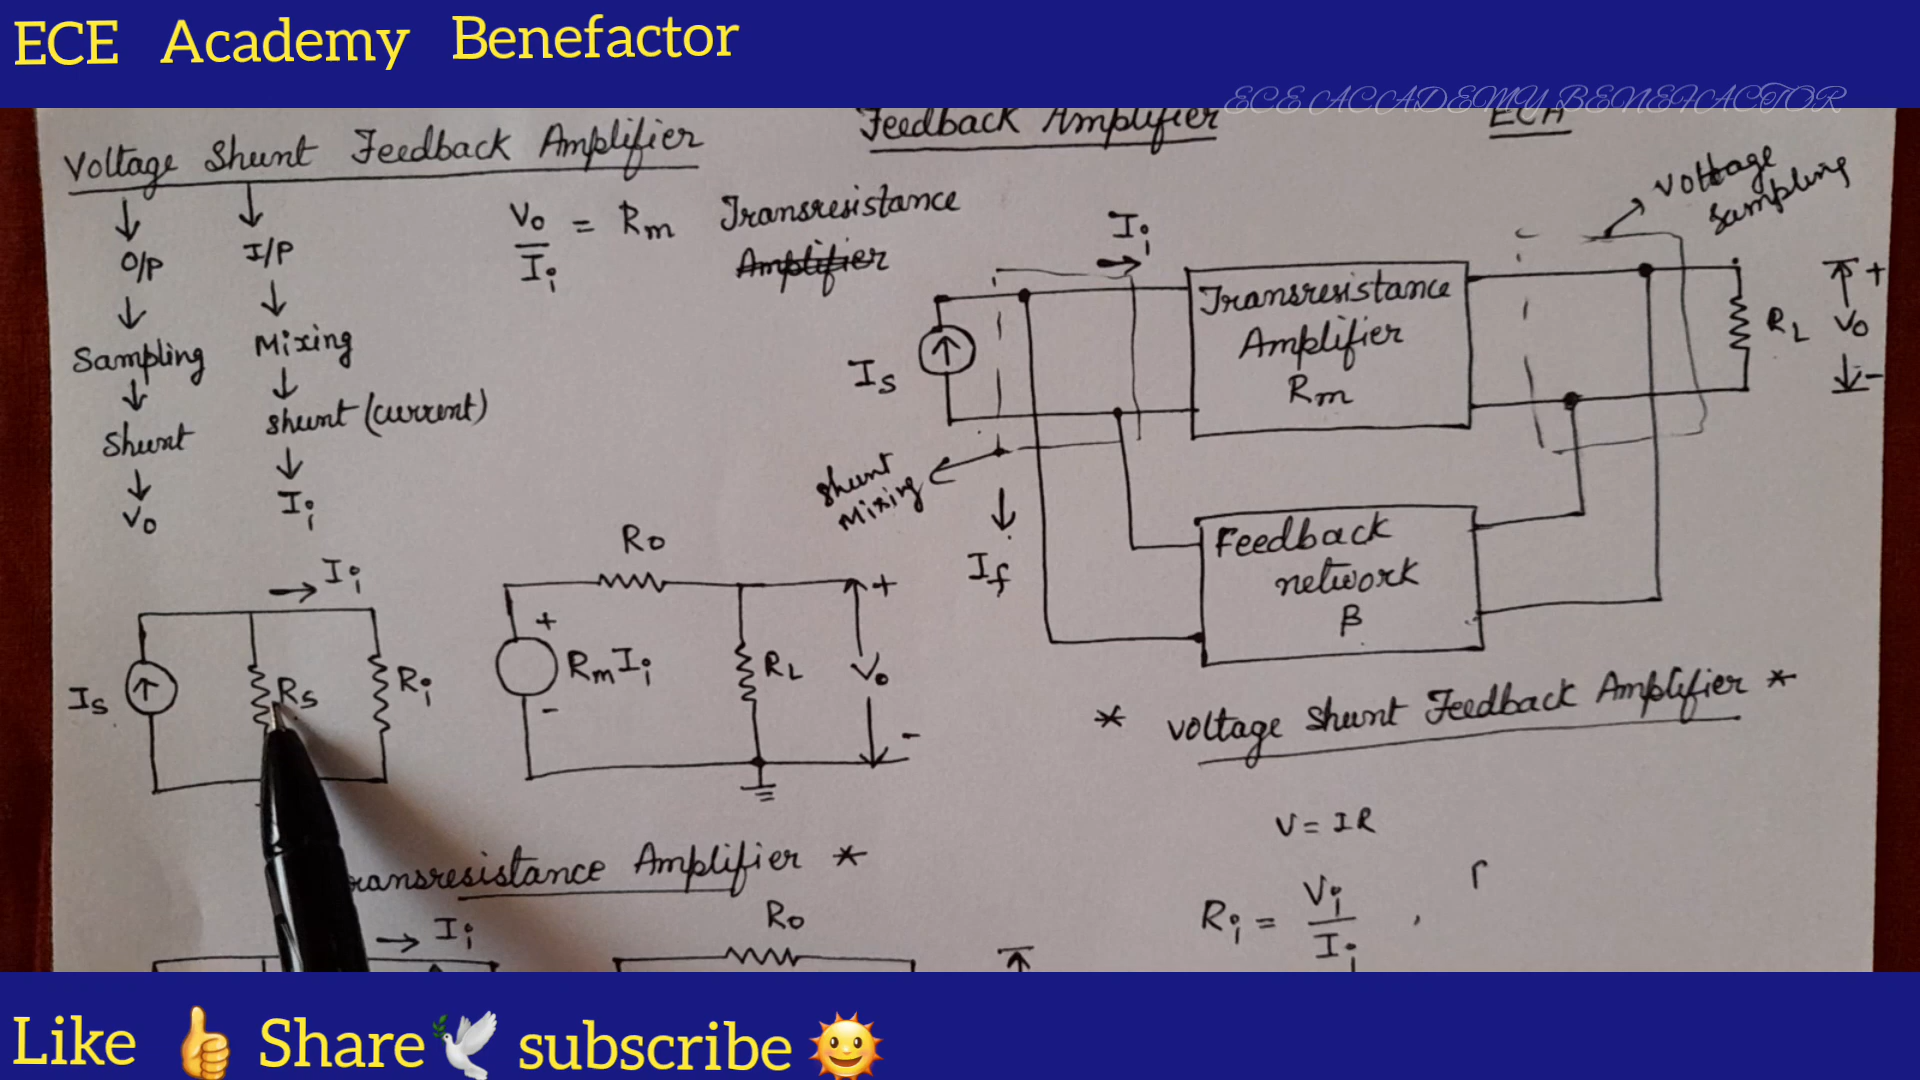 ECE Academy Benefactor
ECE ACCADEMY BENEFACTOR
Feedback Amplifier
ECA
Voltage Shunt Feedback Amplifier
O/P
Sampling
Shunt
Vo
I/P
Mixing
shunt (current)
Ii
Vo / Ii = Rm Transresistance
Amplifier
Voltage
Sampling
Ii
Is
Transresistance
Amplifier
Rm
RL
+
Vo
-
shunt
Mixing
If
Feedback
network
β
* voltage shunt Feedback Amplifier *
Ii
Is
Rs
Ri
Ro
+
RmIi
-
RL
+
Vo
-
ransresistance Amplifier *
V = IR
Ri = Vi / Ii ,
Ii
Ro
Like 👍 Share 🕊 subscribe 🌞